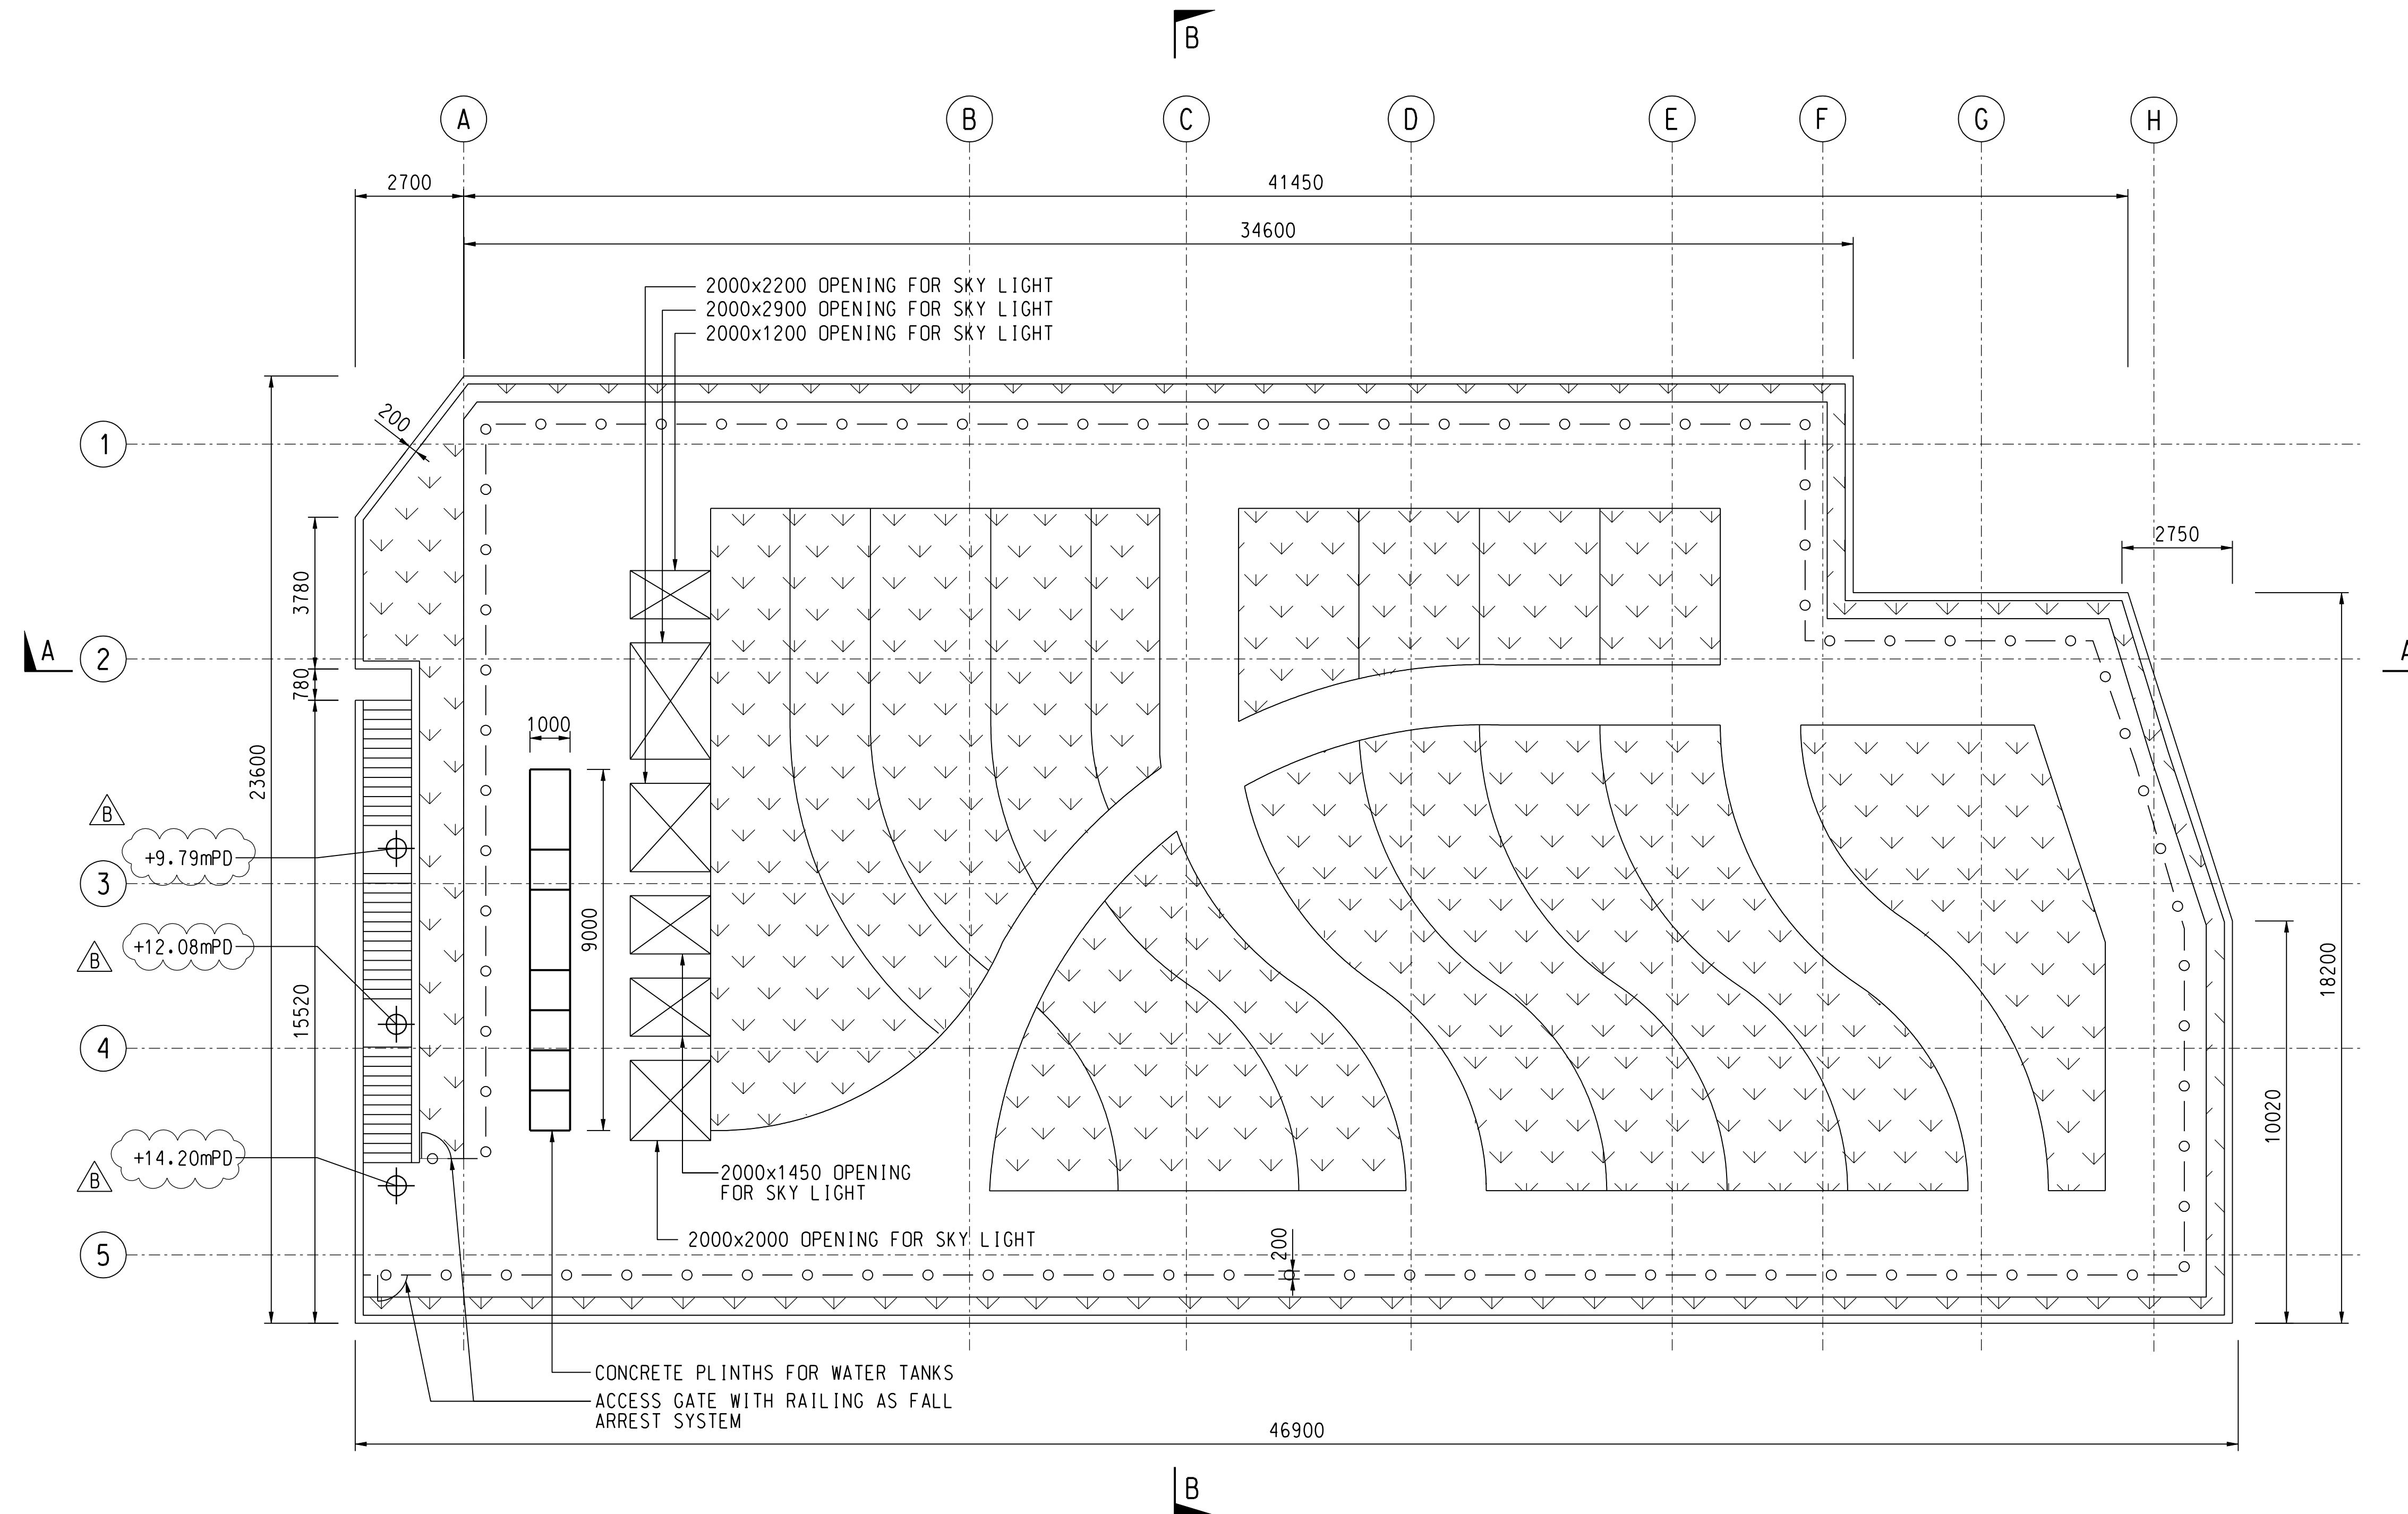 B
A
B
C
D
E
F
G
H
2700
41450
34600
2000x2200 OPENING FOR SKY LIGHT
2000x2900 OPENING FOR SKY LIGHT
2000x1200 OPENING FOR SKY LIGHT
200
1
2750
3780
A
2
A
780
1000
23600
B
+9.79mPD
3
9000
B
+12.08mPD
18200
15520
4
10020
B
+14.20mPD
2000x1450 OPENING
FOR SKY LIGHT
2000x2000 OPENING FOR SKY LIGHT
200
5
CONCRETE PLINTHS FOR WATER TANKS
ACCESS GATE WITH RAILING AS FALL
ARREST SYSTEM
46900
B